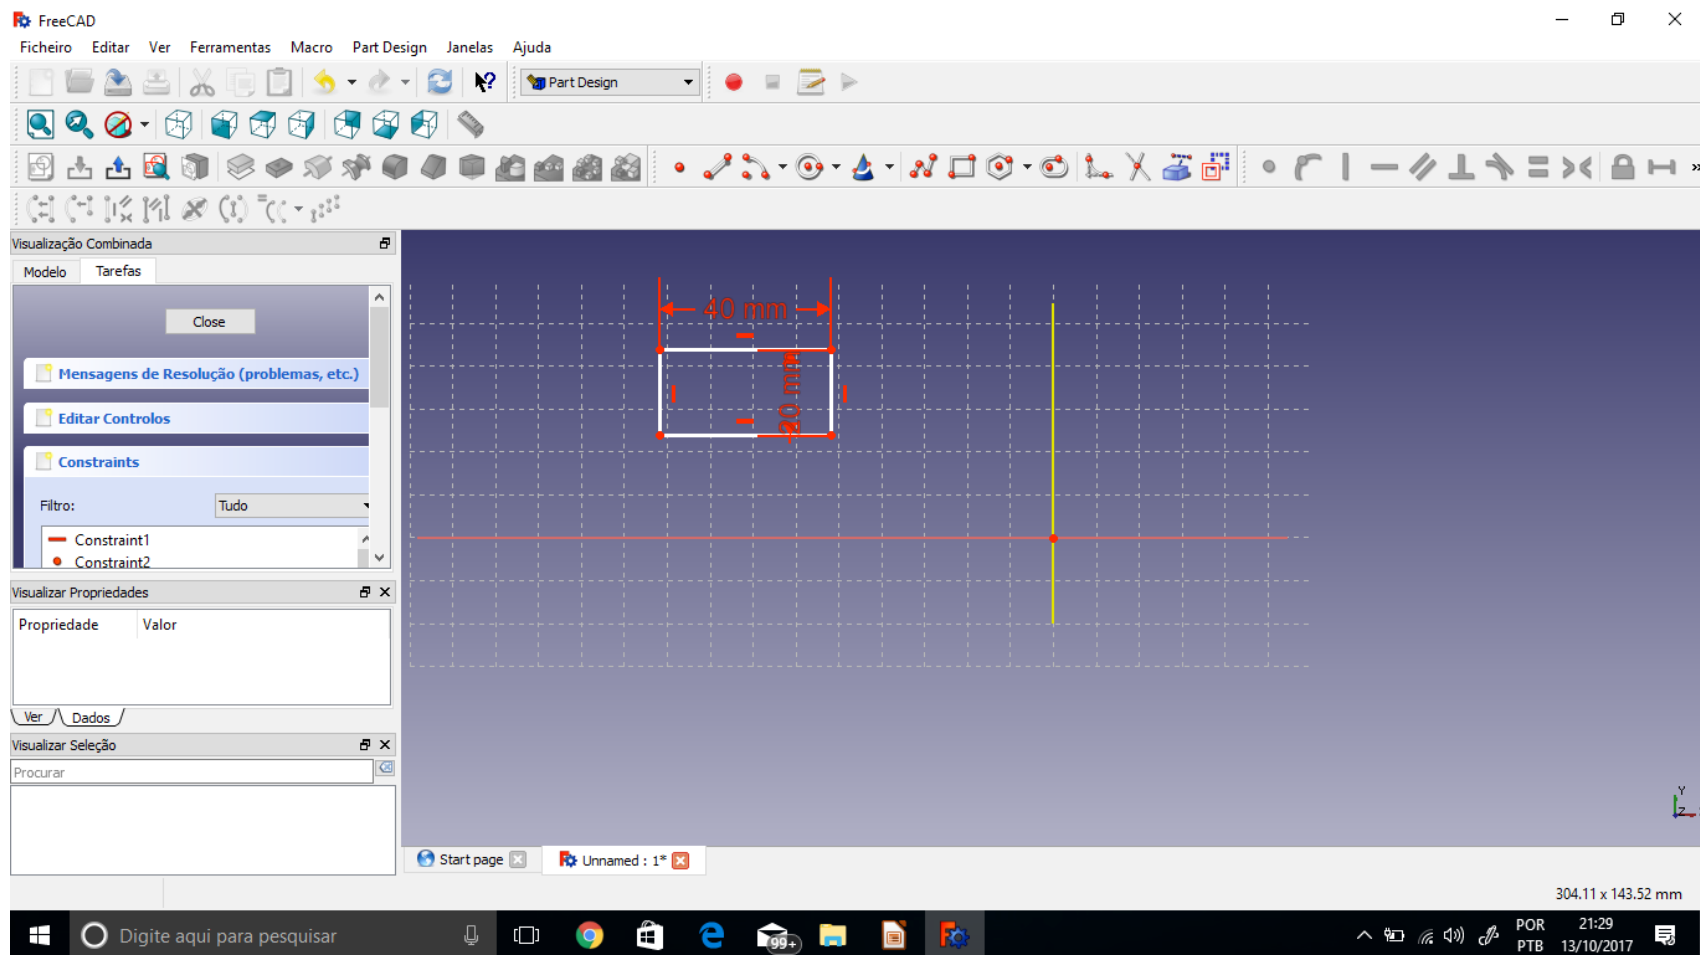 FreeCAD
Ficheiro Editar Ver Ferramentas Macro Part Design Janelas Ajuda
Part Design
Visualização Combinada
Modelo Tarefas
Close
Mensagens de Resolução (problemas, etc.)
Editar Controlos
Constraints
Filtro: Tudo
Constraint1
Constraint2
Visualizar Propriedades
Propriedade Valor
Ver Dados
Visualizar Seleção
Procurar
40 mm
20 mm
Y
Z
Start page Unnamed : 1*
304.11 x 143.52 mm
Digite aqui para pesquisar
99+
POR 21:29
PTB 13/10/2017